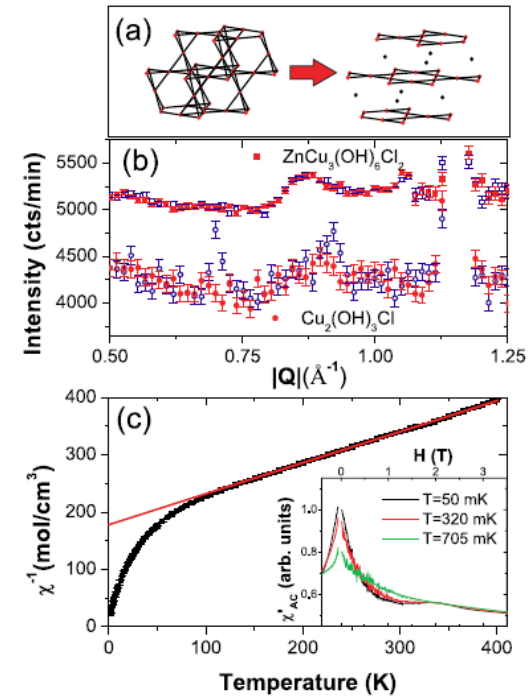 (a)
(b)
ZnCu₃(OH)₆Cl₂
5500
5000
4500
4000
Intensity (cts/min)
Cu₂(OH)₃Cl
0.50
0.75
1.00
1.25
|Q|(Å⁻¹)
(c)
400
300
200
100
0
χ⁻¹(mol/cm³)
H (T)
0
1
2
3
T=50 mK
T=320 mK
T=705 mK
1.0
0.8
0.6
χ'AC (arb. units)
0
100
200
300
400
Temperature (K)